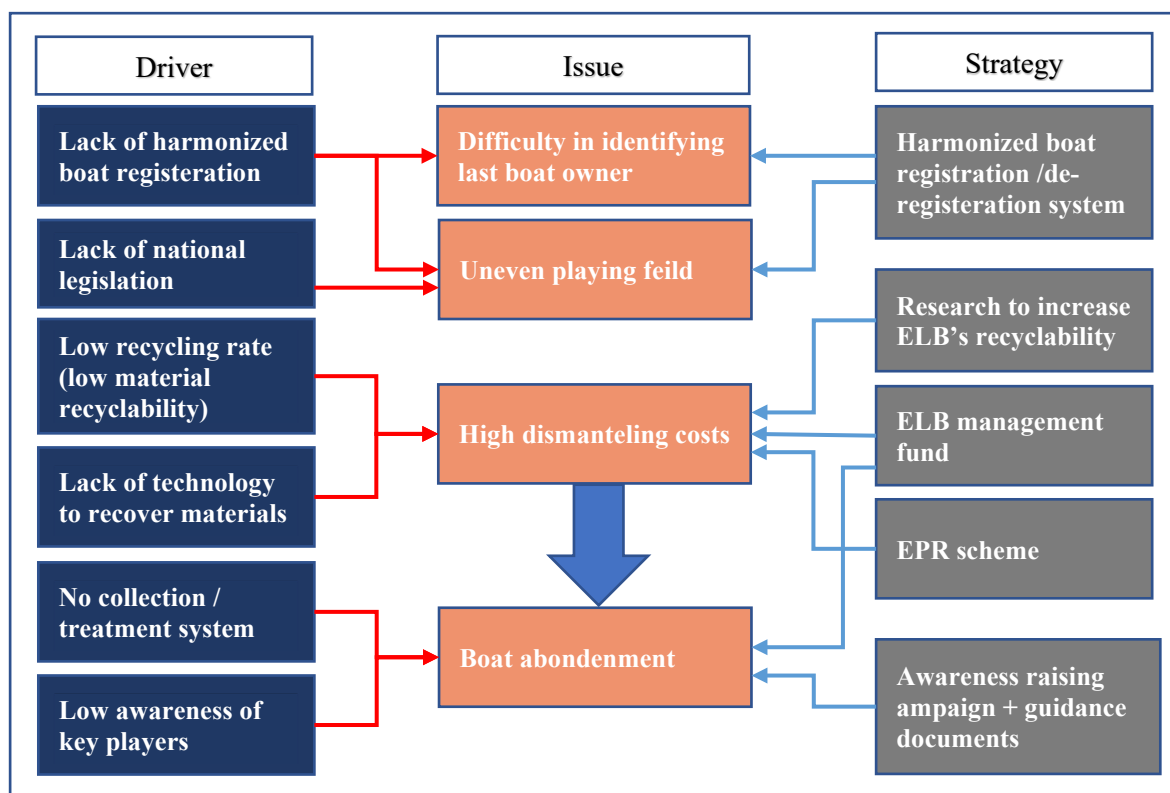 Driver
Issue
Strategy
Lack of harmonized
boat registeration
Lack of national
legislation
Low recycling rate
(low material
recyclability)
Lack of technology
to recover materials
No collection /
treatment system
Low awareness of
key players
Difficulty in identifying
last boat owner
Uneven playing feild
High dismanteling costs
Boat abondenment
Harmonized boat
registration /de-
registeration system
Research to increase
ELB's recyclability
ELB management
fund
EPR scheme
Awareness raising
ampaign + guidance
documents